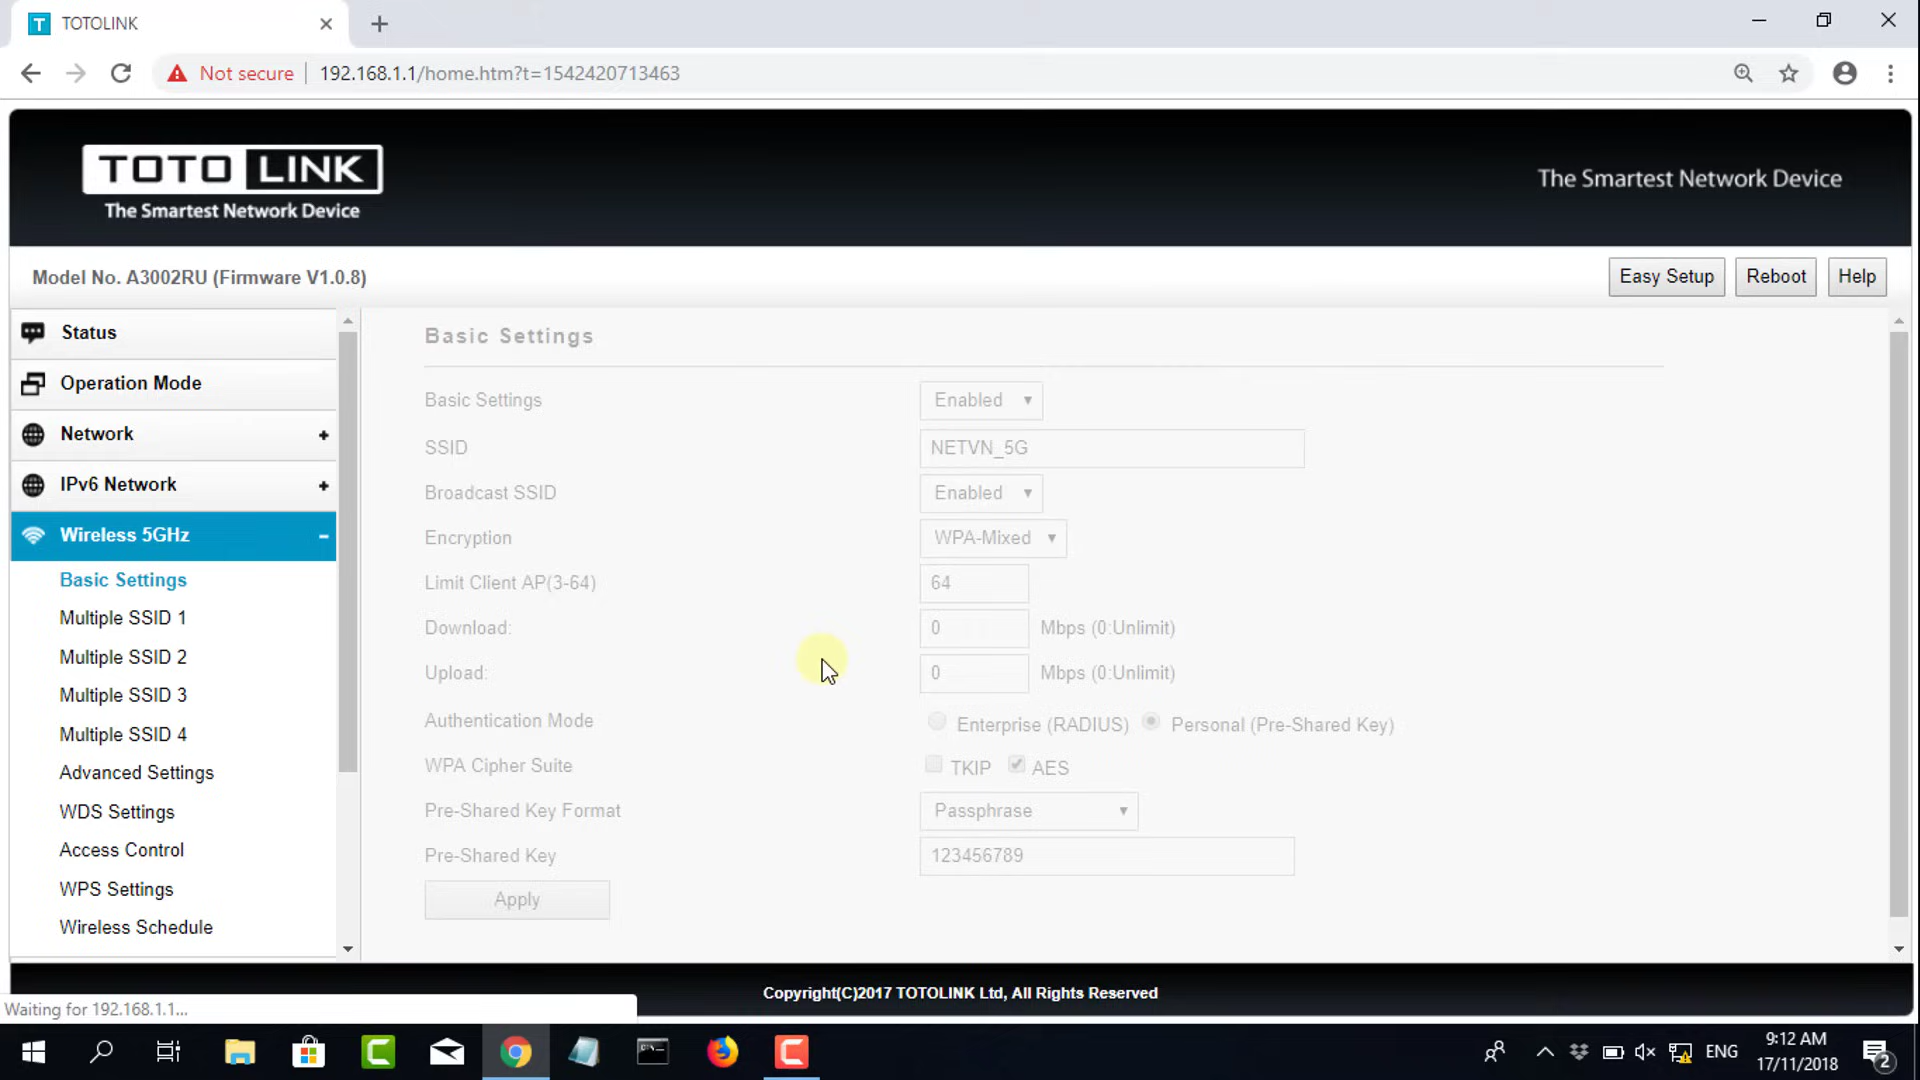 T TOTOLINK
Not secure 192.168.1.1/home.htm?t=1542420713463
TOTO LINK
The Smartest Network Device
The Smartest Network Device
Model No. A3002RU (Firmware V1.0.8)
Easy Setup
Reboot
Help
Status
Operation Mode
Network +
IPv6 Network +
Wireless 5GHz -
Basic Settings
Multiple SSID 1
Multiple SSID 2
Multiple SSID 3
Multiple SSID 4
Advanced Settings
WDS Settings
Access Control
WPS Settings
Wireless Schedule
Basic Settings
Basic Settings Enabled
SSID NETVN_5G
Broadcast SSID Enabled
Encryption WPA-Mixed
Limit Client AP(3-64) 64
Download: 0 Mbps (0:Unlimit)
Upload: 0 Mbps (0:Unlimit)
Authentication Mode Enterprise (RADIUS) Personal (Pre-Shared Key)
WPA Cipher Suite TKIP AES
Pre-Shared Key Format Passphrase
Pre-Shared Key 123456789
Apply
Copyright(C)2017 TOTOLINK Ltd, All Rights Reserved
Waiting for 192.168.1.1...
ENG
9:12 AM
17/11/2018
2